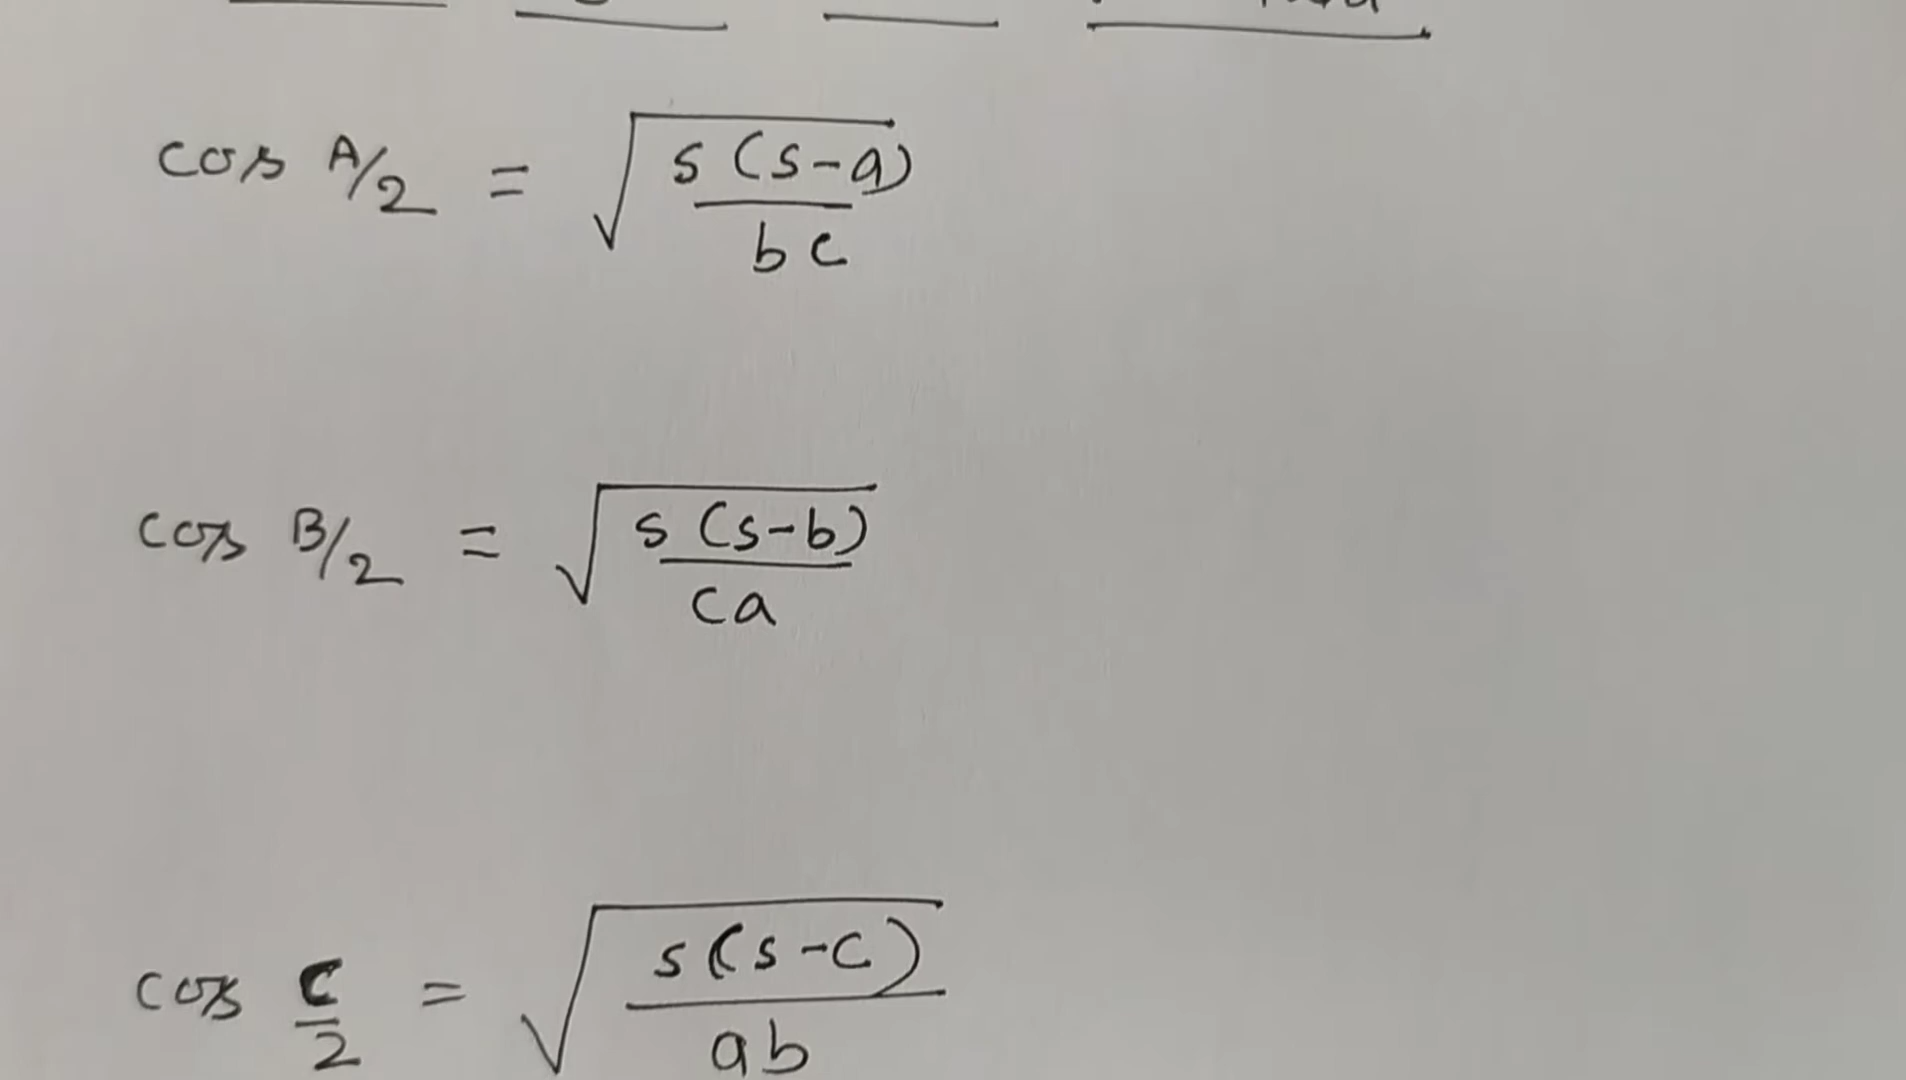 cos A/2 = √(s(s-a)/bc)
cos B/2 = √(s(s-b)/ca)
cos C/2 = √(s(s-c)/ab)